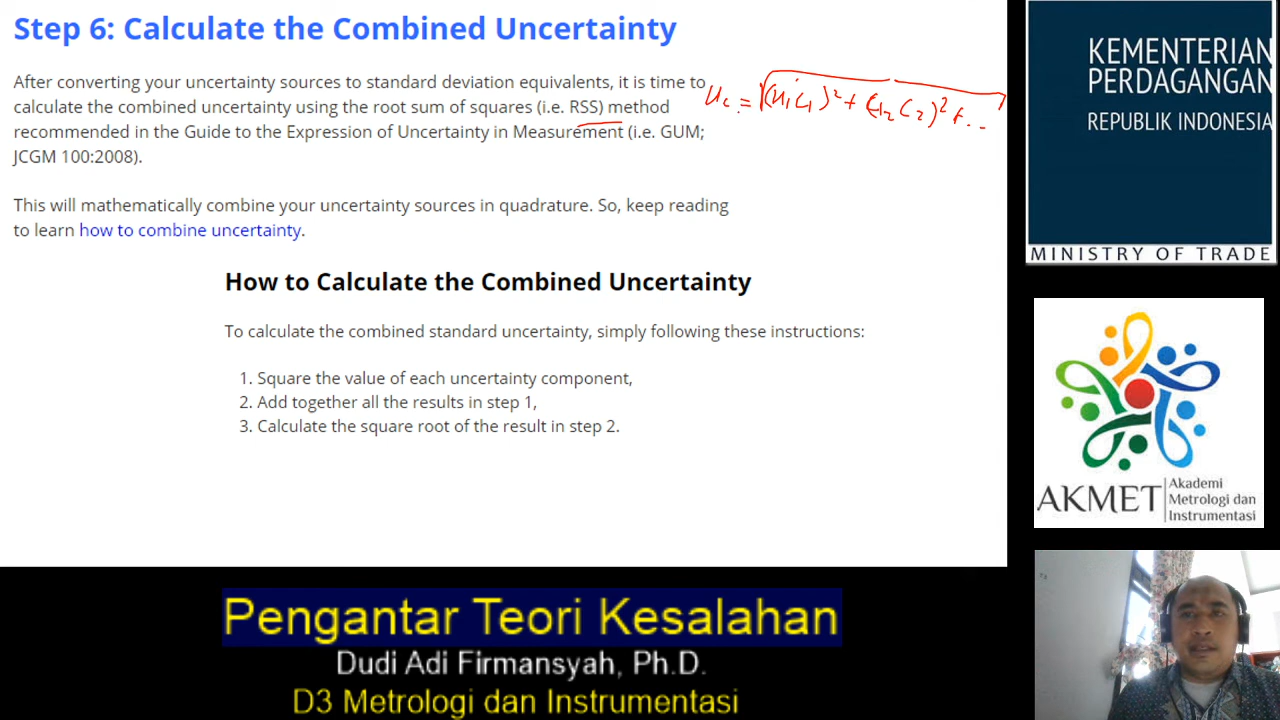 Step 6: Calculate the Combined Uncertainty
After converting your uncertainty sources to standard deviation equivalents, it is time to
calculate the combined uncertainty using the root sum of squares (i.e. RSS) method
recommended in the Guide to the Expression of Uncertainty in Measurement (i.e. GUM;
JCGM 100:2008).
u_c = √((u₁c₁)² + (u₂c₂)² + ...
This will mathematically combine your uncertainty sources in quadrature. So, keep reading
to learn how to combine uncertainty.
How to Calculate the Combined Uncertainty
To calculate the combined standard uncertainty, simply following these instructions:
1. Square the value of each uncertainty component,
2. Add together all the results in step 1,
3. Calculate the square root of the result in step 2.
KEMENTERIAN
PERDAGANGAN
REPUBLIK INDONESIA
MINISTRY OF TRADE
AKMET
Akademi
Metrologi dan
Instrumentasi
Pengantar Teori Kesalahan
Dudi Adi Firmansyah, Ph.D.
D3 Metrologi dan Instrumentasi